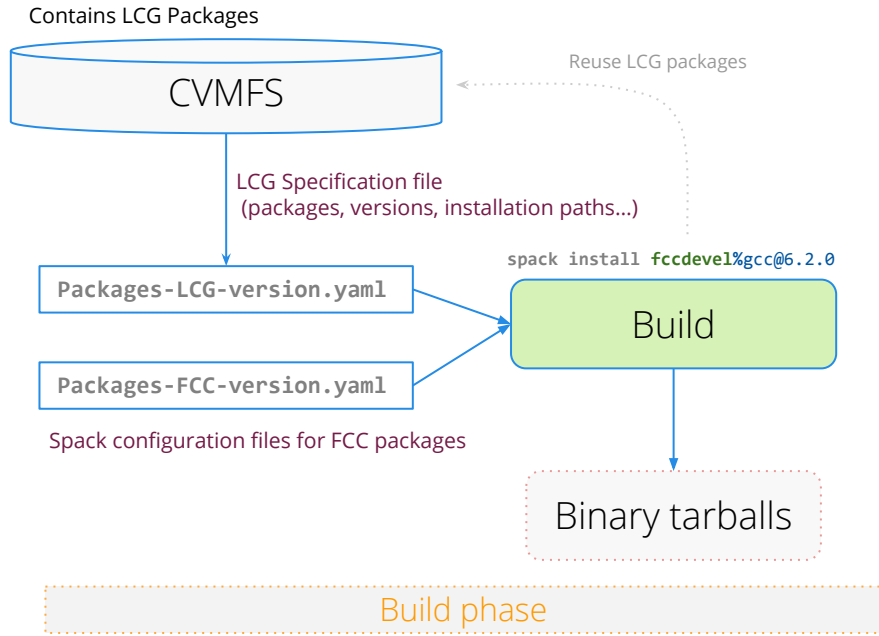 Contains LCG Packages
CVMFS
Reuse LCG packages
LCG Specification file
(packages, versions, installation paths...)
spack install fccdevel%gcc@6.2.0
Packages-LCG-version.yaml
Build
Packages-FCC-version.yaml
Spack configuration files for FCC packages
Binary tarballs
Build phase